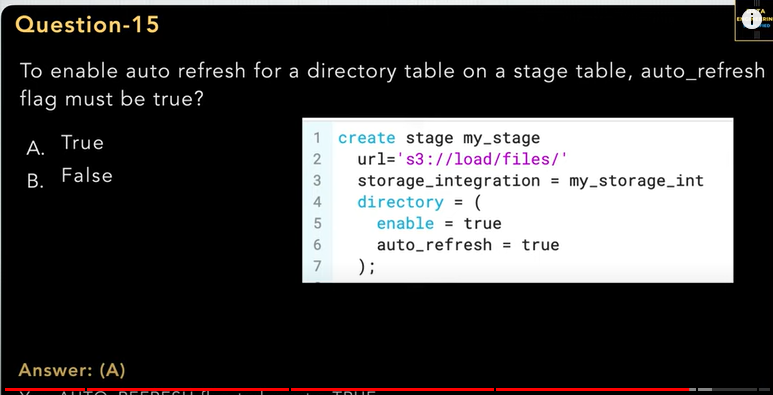 Question-15
To enable auto refresh for a directory table on a stage table, auto_refresh
flag must be true?
A. True
B. False
1 create stage my_stage
2 url='s3://load/files/'
3 storage_integration = my_storage_int
4 directory = (
5 enable = true
6 auto_refresh = true
7 );
Answer: (A)